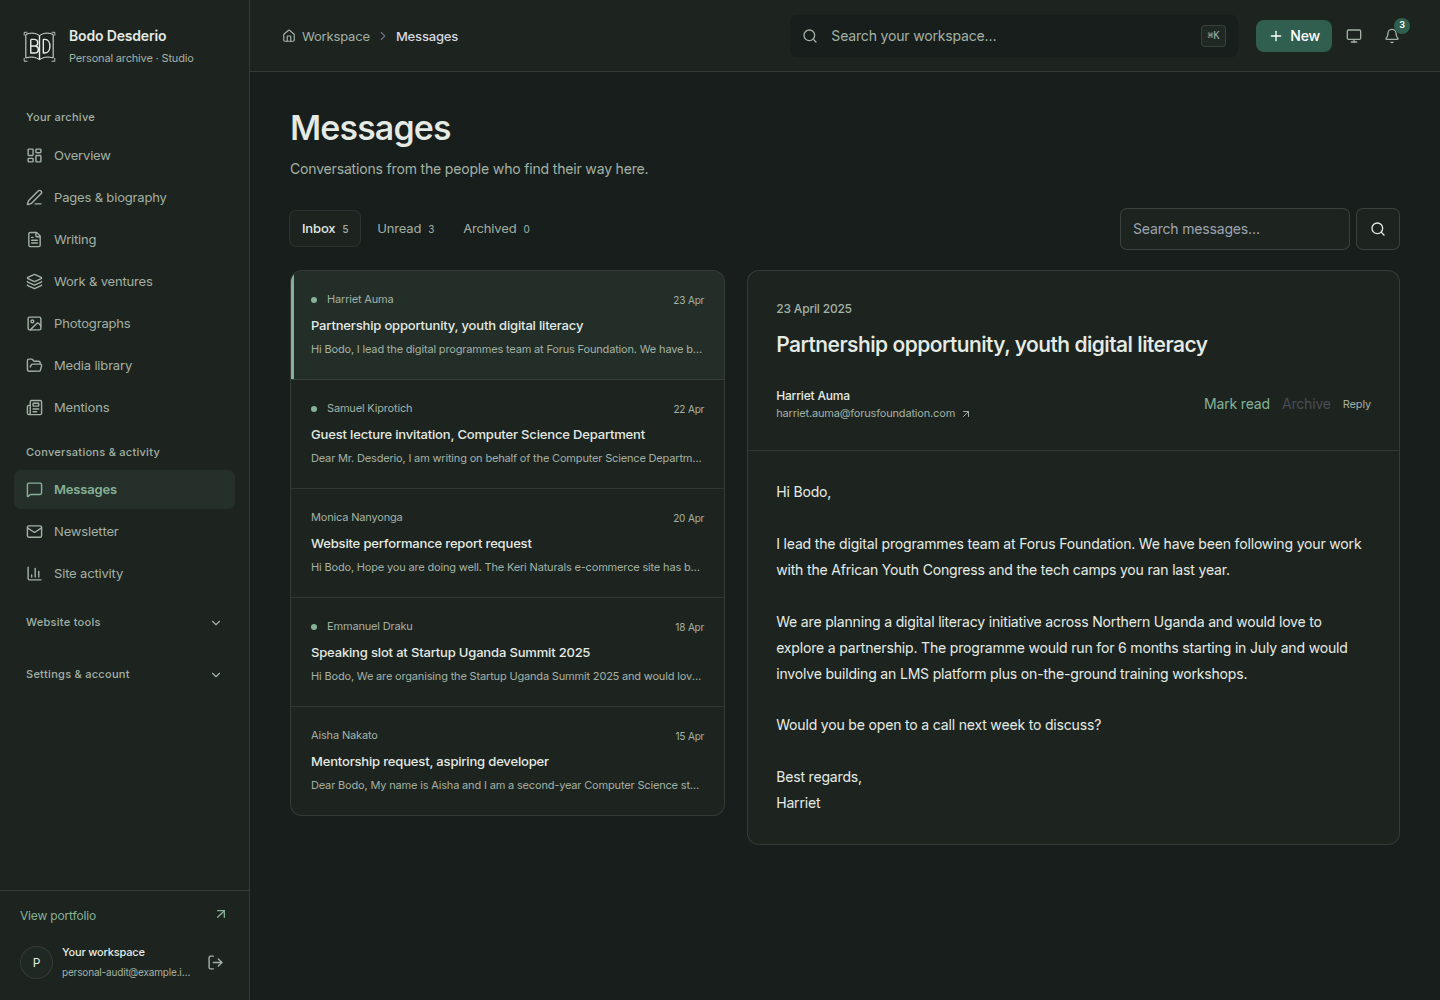 BD
Bodo Desderio
Personal archive · Studio
Your archive
Overview
Pages & biography
Writing
Work & ventures
Photographs
Media library
Mentions
Conversations & activity
Messages
Newsletter
Site activity
Website tools
Settings & account
View portfolio
P
Your workspace
personal-audit@example.i...
Workspace > Messages
Search your workspace...
⌘K
+ New
3
Messages
Conversations from the people who find their way here.
Inbox 5
Unread 3
Archived 0
Search messages...
Harriet Auma 23 Apr
Partnership opportunity, youth digital literacy
Hi Bodo, I lead the digital programmes team at Forus Foundation. We have b...
Samuel Kiprotich 22 Apr
Guest lecture invitation, Computer Science Department
Dear Mr. Desderio, I am writing on behalf of the Computer Science Departm...
Monica Nanyonga 20 Apr
Website performance report request
Hi Bodo, Hope you are doing well. The Keri Naturals e-commerce site has b...
Emmanuel Draku 18 Apr
Speaking slot at Startup Uganda Summit 2025
Hi Bodo, We are organising the Startup Uganda Summit 2025 and would lov...
Aisha Nakato 15 Apr
Mentorship request, aspiring developer
Dear Bodo, My name is Aisha and I am a second-year Computer Science st...
23 April 2025
Partnership opportunity, youth digital literacy
Harriet Auma
harriet.auma@forusfoundation.com
Mark read Archive Reply
Hi Bodo,
I lead the digital programmes team at Forus Foundation. We have been following your work
with the African Youth Congress and the tech camps you ran last year.
We are planning a digital literacy initiative across Northern Uganda and would love to
explore a partnership. The programme would run for 6 months starting in July and would
involve building an LMS platform plus on-the-ground training workshops.
Would you be open to a call next week to discuss?
Best regards,
Harriet